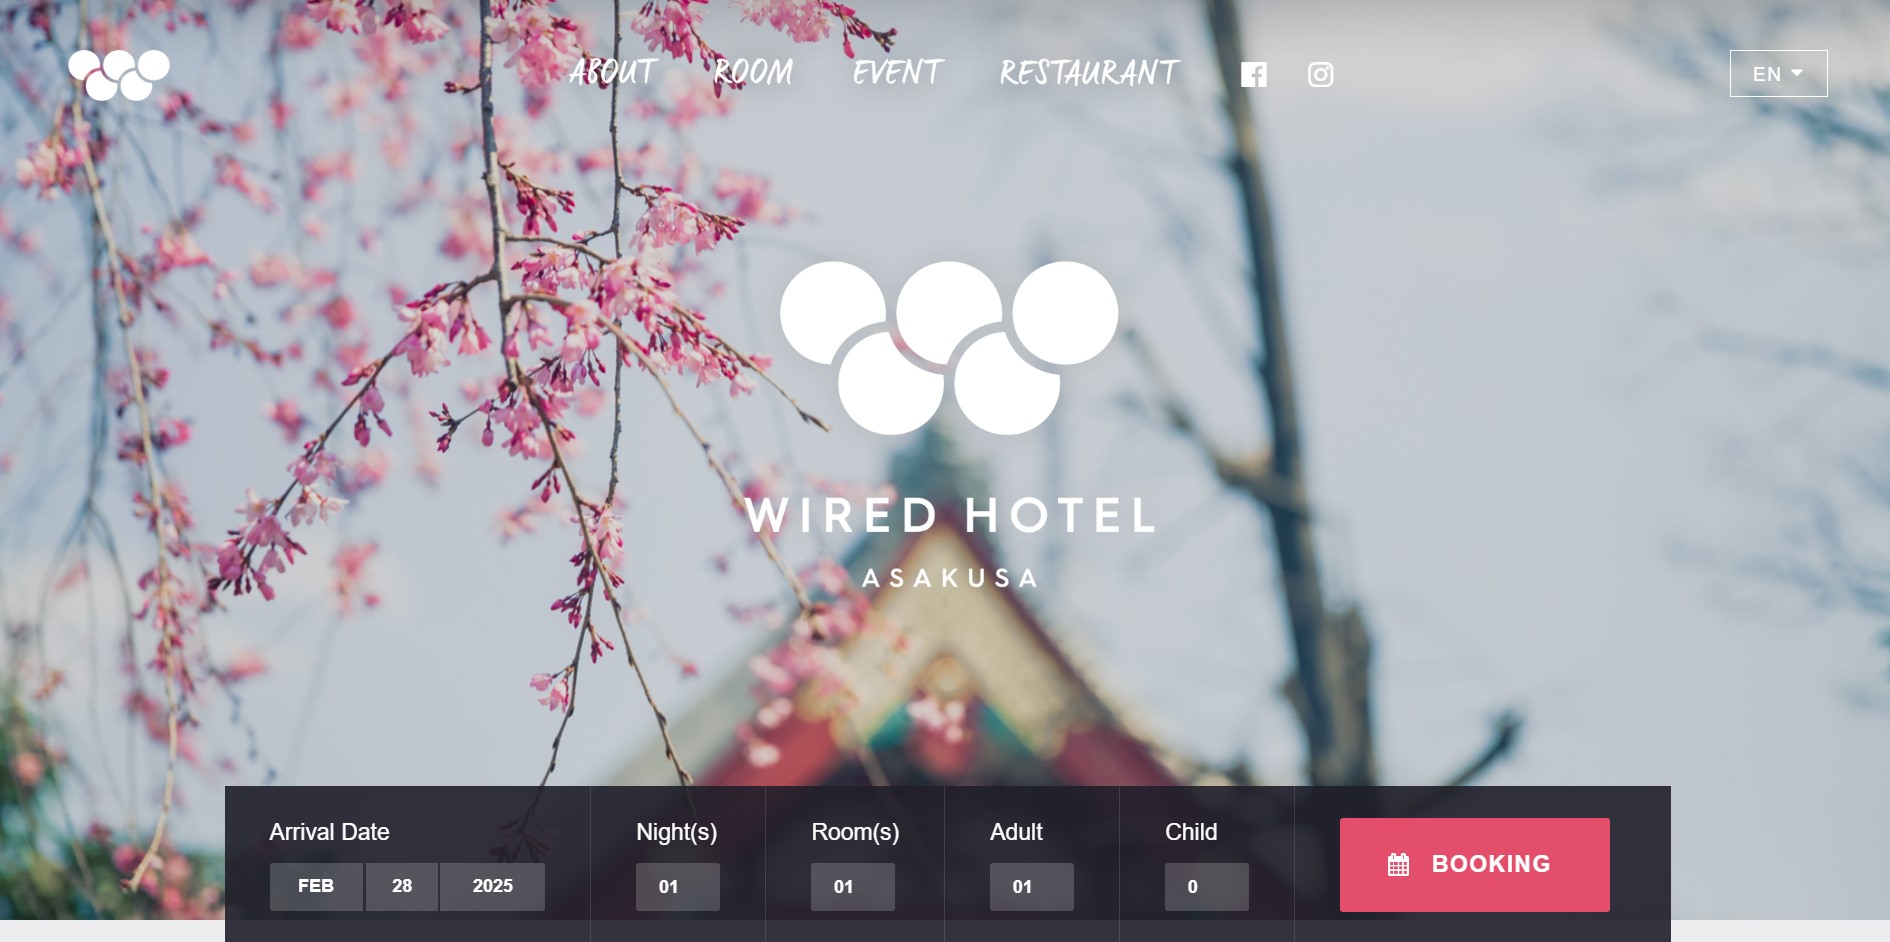 ABOUT ROOM EVENT RESTAURANT EN
WIRED HOTEL
ASAKUSA
Arrival Date Night(s) Room(s) Adult Child
FEB 28 2025 01 01 01 0
BOOKING